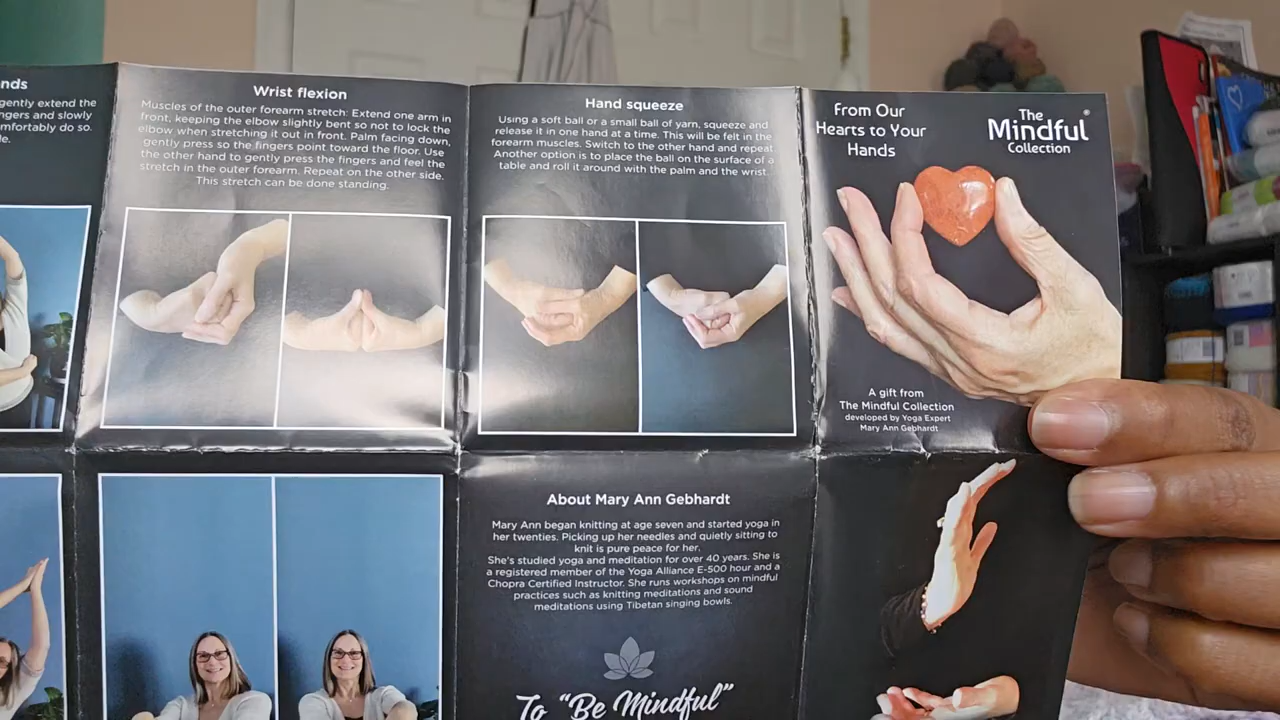 nds
gently extend the
ngers and slowly
mfortably do so.
Wrist flexion
Muscles of the outer forearm stretch: Extend one arm in
front, keeping the elbow slightly bent so not to lock the
elbow when stretching it out in front. Palm facing down,
gently press so the fingers point toward the floor. Use
the other hand to gently press the fingers and feel the
stretch in the outer forearm. Repeat on the other side.
This stretch can be done standing.
Hand squeeze
Using a soft ball or a small ball of yarn, squeeze and
release it in one hand at a time. This will be felt in the
forearm muscles. Switch to the other hand and repeat.
Another option is to place the ball on the surface of a
table and roll it around with the palm and the wrist.
From Our
Hearts to Your
Hands
The
Mindful®
Collection
A gift from
The Mindful Collection
developed by Yoga Expert
Mary Ann Gebhardt
About Mary Ann Gebhardt
Mary Ann began knitting at age seven and started yoga in
her twenties. Picking up her needles and quietly sitting to
knit is pure peace for her.
She's studied yoga and meditation for over 40 years. She is
a registered member of the Yoga Alliance E-500 hour and a
Chopra Certified Instructor. She runs workshops on mindful
practices such as knitting meditations and sound
meditations using Tibetan singing bowls.
To "Be Mindful"